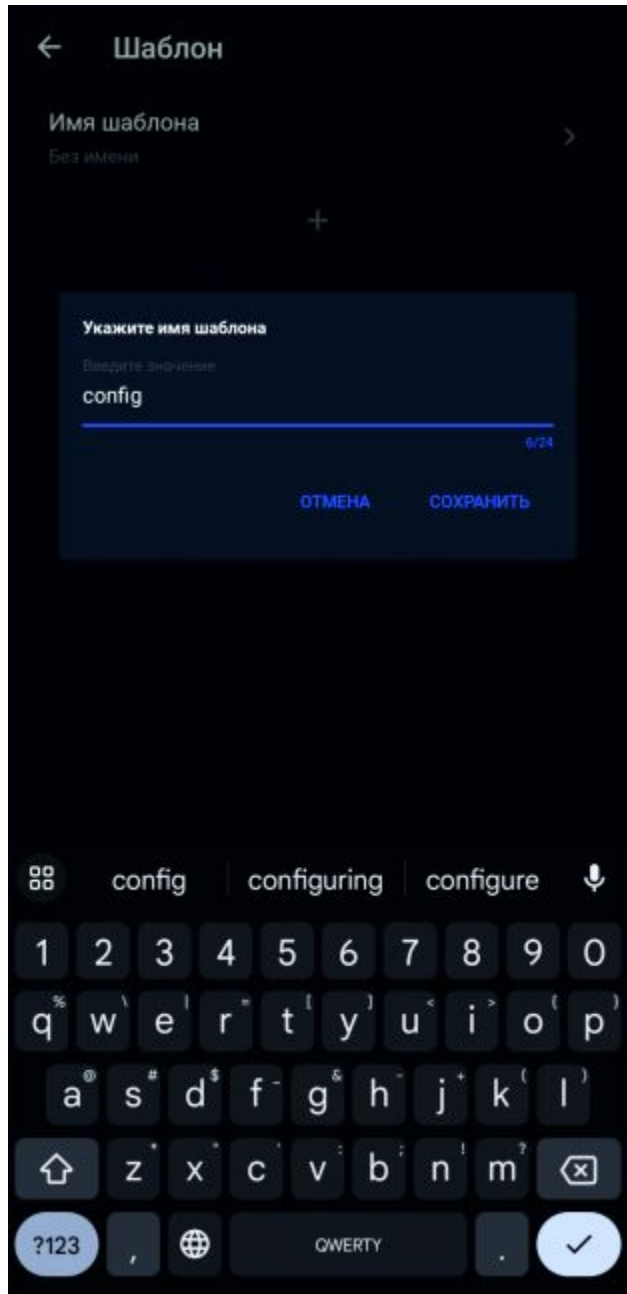 Шаблон
Имя шаблона
Без имени
Укажите имя шаблона
Введите значение
config
6/24
ОТМЕНА СОХРАНИТЬ
config configuring configure
1 2 3 4 5 6 7 8 9 0
q w e r t y u i o p
a s d f g h j k l
z x c v b n m
?123 , QWERTY .